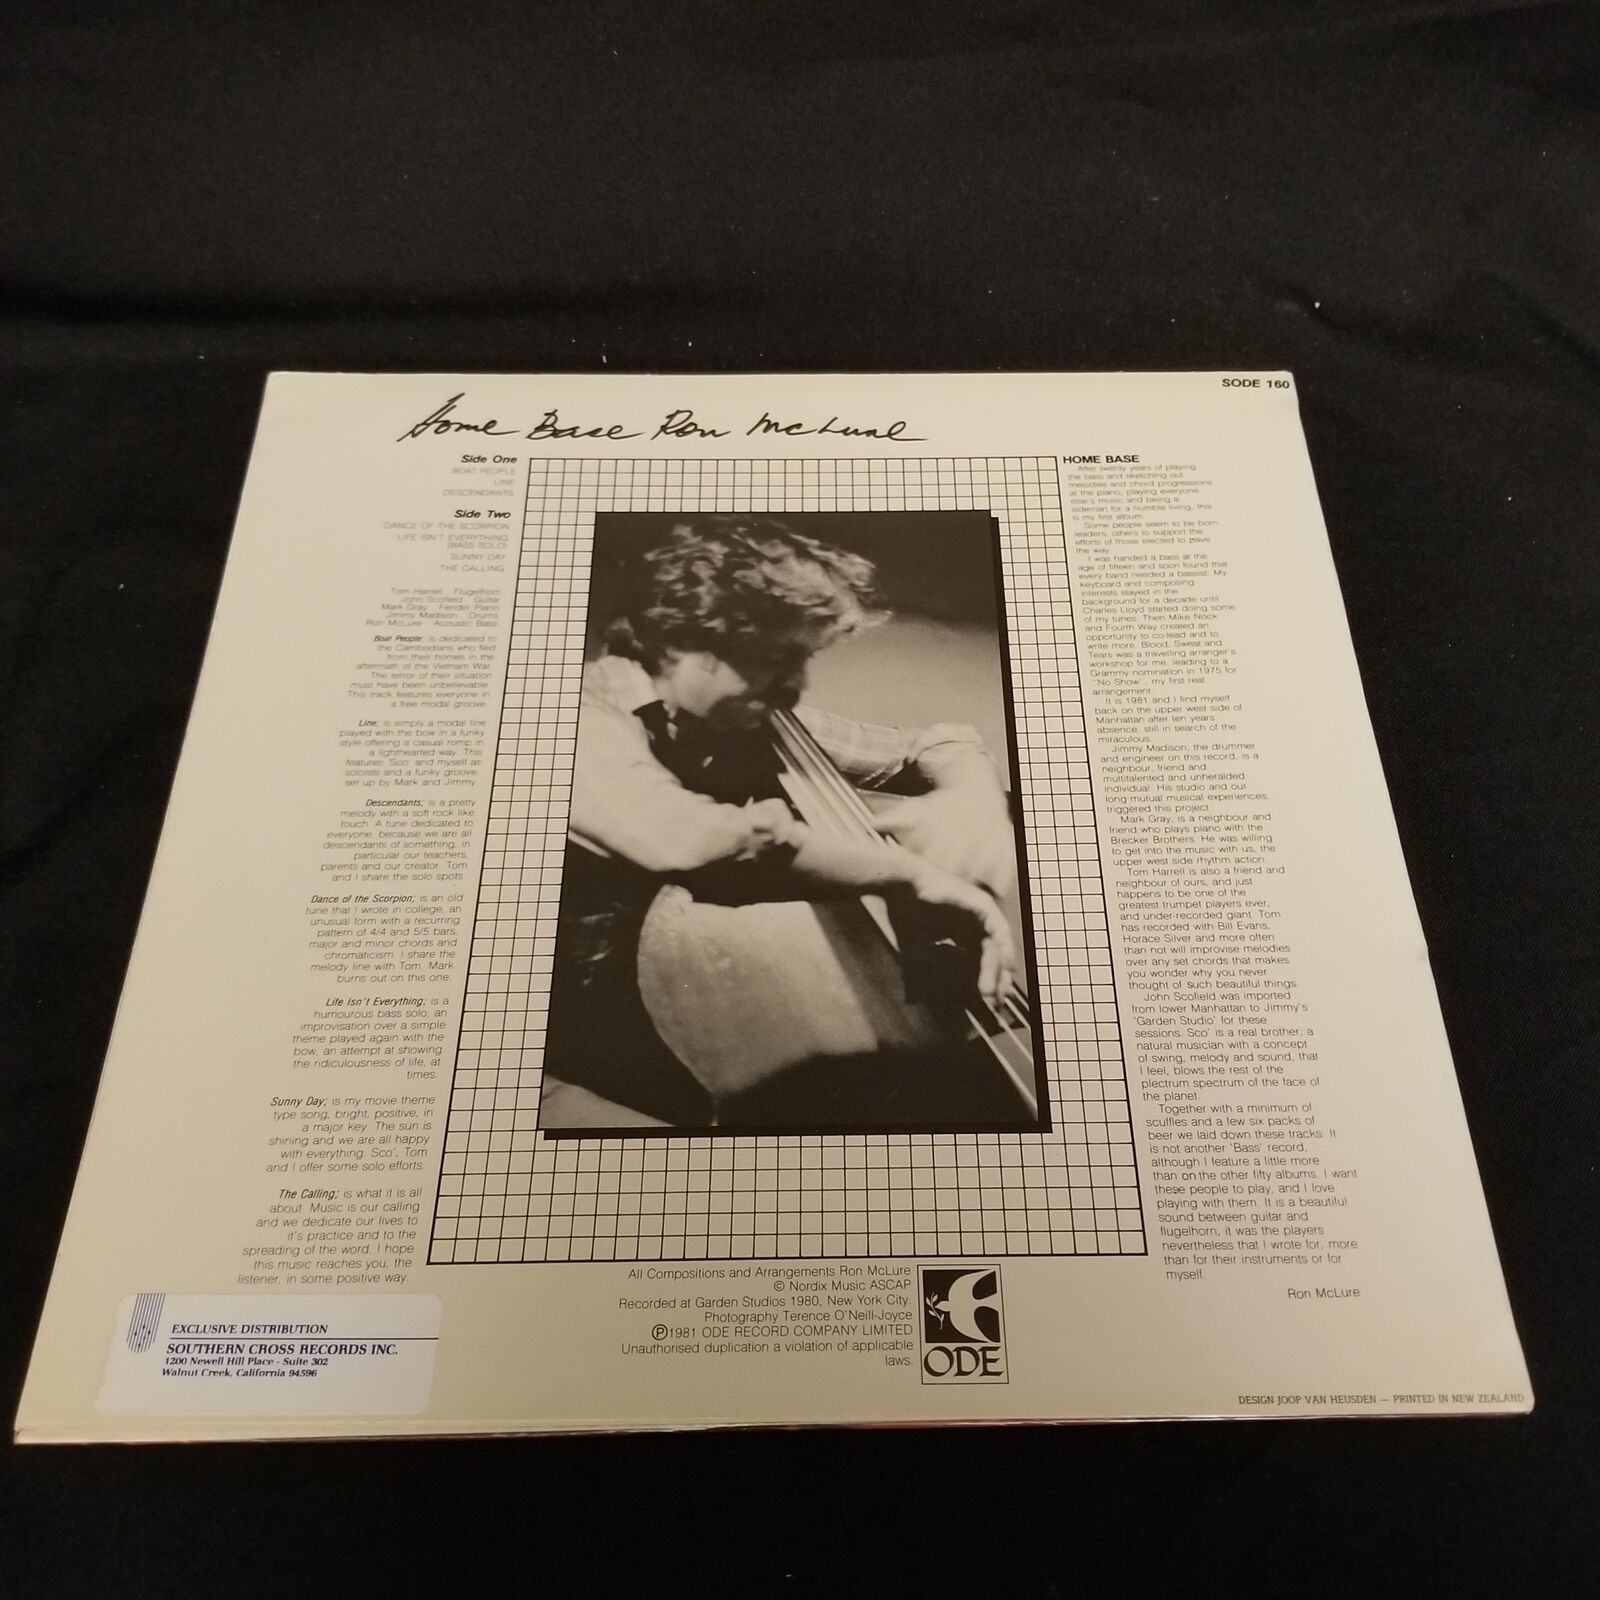 SODE 160
Home Base Ron McLure
Side One
BOAT PEOPLE
LINE
DESCENDANTS
Side Two
DANCE OF THE SCORPION
LIFE ISN'T EVERYTHING
(BASS SOLO)
SUNNY DAY
THE CALLING
Tom Harrell Flugelhorn
John Scofield Guitar
Mark Gray Fender Piano
Jimmy Madison Drums
Ron McLure Acoustic Bass
Boat People; is dedicated to
the Cambodians who fled
from their homes in the
aftermath of the Vietnam War.
The terror of their situation
must have been unbelievable.
This track features everyone in
a free modal groove.
Line; is simply a modal line
played with the bow in a funky
style offering a casual romp in
a lighthearted way. This
features 'Sco' and myself as
soloists and a funky groove,
set up by Mark and Jimmy.
Descendants; is a pretty
melody with a soft rock like
touch. A tune dedicated to
everyone, because we are all
descendants of something, in
particular our teachers,
parents and our creator. Tom
and I share the solo spots.
Dance of the Scorpion; is an old
tune that I wrote in college, an
unusual form with a recurring
pattern of 4/4 and 5/5 bars,
major and minor chords and
chromaticism. I share the
melody line with Tom. Mark
burns out on this one.
Life Isn't Everything; is a
humourous bass solo, an
improvisation over a simple
theme played again with the
bow, an attempt at showing
the ridiculousness of life, at
times.
Sunny Day; is my movie theme
type song, bright, positive, in
a major key. The sun is
shining and we are all happy
with everything. Sco', Tom
and I offer some solo efforts.
The Calling; is what it is all
about. Music is our calling
and we dedicate our lives to
it's practice and to the
spreading of the word. I hope
this music reaches you, the
listener, in some positive way.
HOME BASE
After twenty years of playing
the bass and sketching out
melodies and chord progressions
at the piano, playing everyone
else's music and being a
sideman for a humble living, this
is my first album.
Some people seem to be born
leaders, others to support the
efforts of those elected to pave
the way.
I was handed a bass at the
age of fifteen and soon found that
every band needed a bassist. My
keyboard and composing
interests stayed in the
background for a decade until
Charles Lloyd started doing some
of my tunes. Then Mike Nock
and Fourth Way created an
opportunity to co-lead and to
write more. Blood, Sweat and
Tears was a travelling arranger's
workshop for me, leading to a
Grammy nomination in 1975 for
"No Show", my first real
arrangement.
It is 1981 and I find myself
back on the upper west side of
Manhattan after ten years
absence, still in search of the
miraculous.
Jimmy Madison, the drummer
and engineer on this record, is a
neighbour, friend and
multitalented and unheralded
individual. His studio and our
long mutual musical experiences,
triggered this project.
Mark Gray, is a neighbour and
friend who plays piano with the
Brecker Brothers. He was willing
to get into the music with us, the
upper west side rhythm action.
Tom Harrell is also a friend and
neighbour of ours, and just
happens to be one of the
greatest trumpet players ever,
and under-recorded giant. Tom
has recorded with Bill Evans,
Horace Silver and more often
than not will improvise melodies
over any set chords that makes
you wonder why you never
thought of such beautiful things.
John Scofield was imported
from lower Manhattan to Jimmy's
'Garden Studio' for these
sessions. Sco' is a real brother; a
natural musician with a concept
of swing, melody and sound, that
I feel, blows the rest of the
plectrum spectrum of the face of
the planet.
Together with a minimum of
scuffles and a few six packs of
beer we laid down these tracks. It
is not another 'Bass' record,
although I feature a little more
than on the other fifty albums. I want
these people to play, and I love
playing with them. It is a beautiful
sound between guitar and
flugelhorn, it was the players
nevertheless that I wrote for, more
than for their instruments or for
myself.
Ron McLure
All Compositions and Arrangements Ron McLure
© Nordix Music ASCAP
Recorded at Garden Studios 1980, New York City.
Photography Terence O'Neill-Joyce
Ⓟ1981 ODE RECORD COMPANY LIMITED
Unauthorised duplication a violation of applicable
laws.
ODE
EXCLUSIVE DISTRIBUTION
SOUTHERN CROSS RECORDS INC.
1200 Newell Hill Place - Suite 302
Walnut Creek, California 94596
DESIGN JOOP VAN HEUSDEN — PRINTED IN NEW ZEALAND